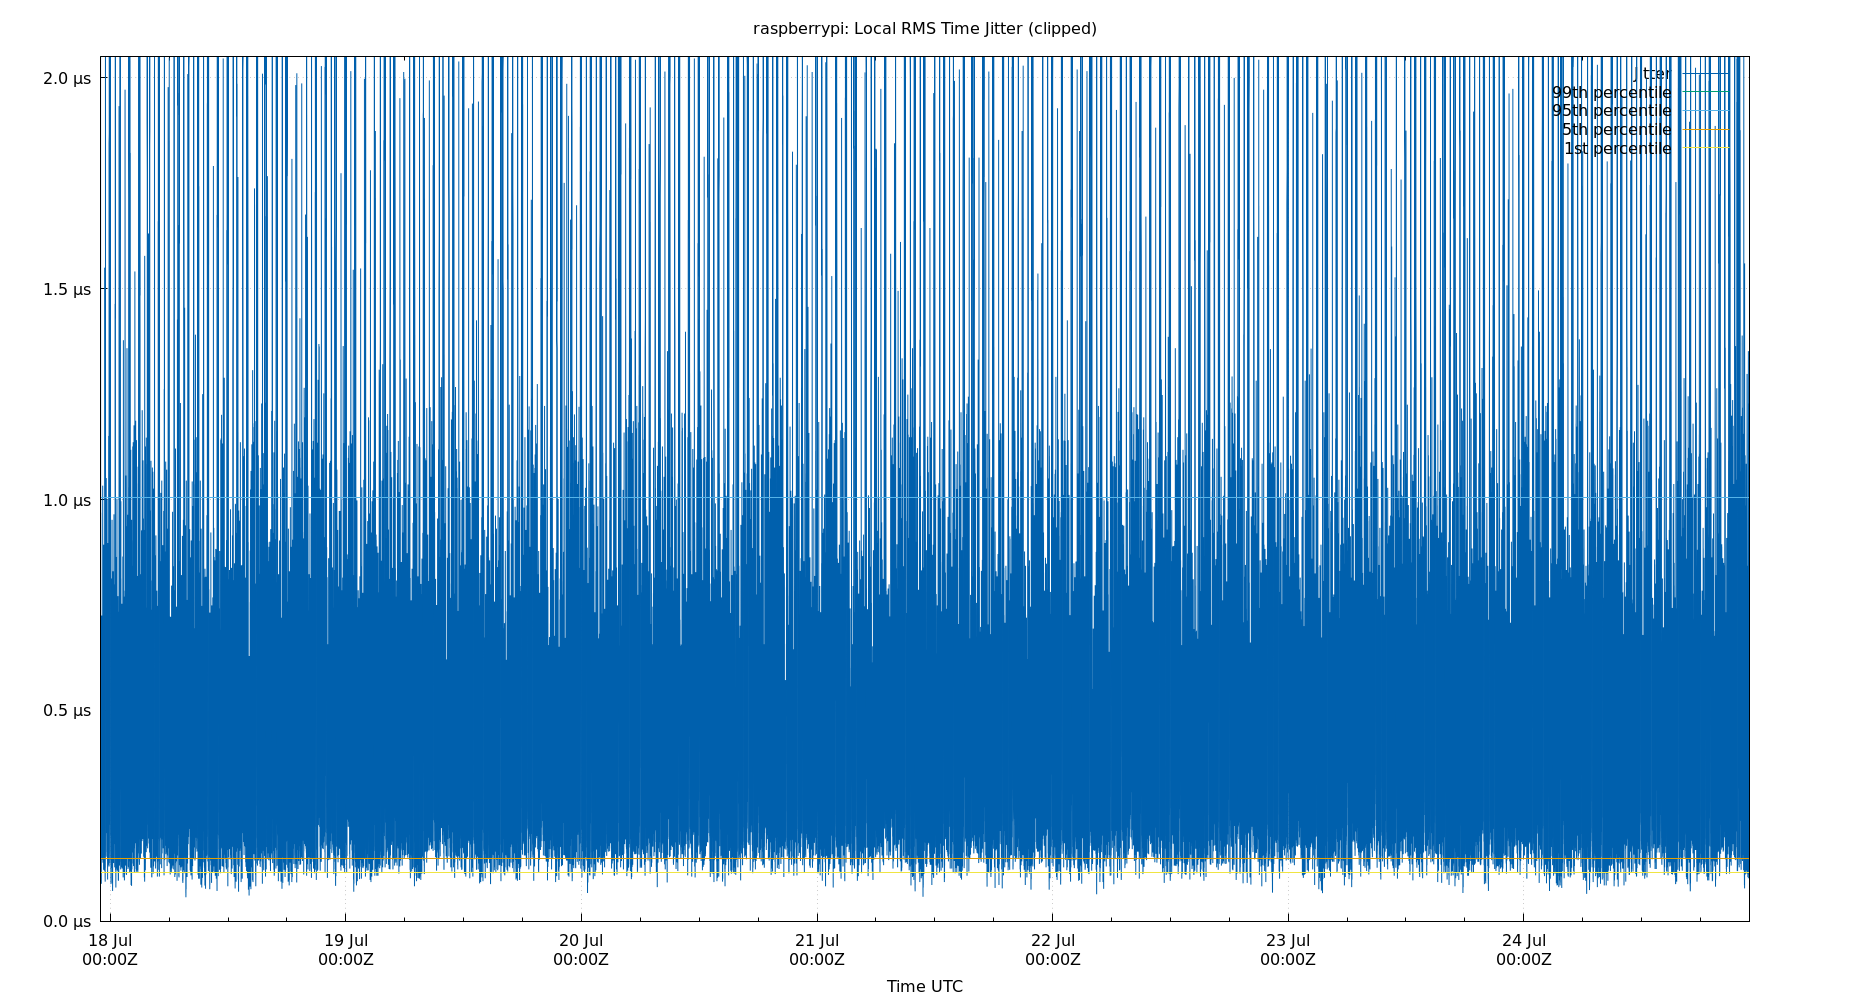 raspberrypi: Local RMS Time Jitter (clipped)
2.0 µs
1.5 µs
1.0 µs
0.5 µs
0.0 µs
jitter
99th percentile
95th percentile
5th percentile
1st percentile
18 Jul 19 Jul 20 Jul 21 Jul 22 Jul 23 Jul 24 Jul
00:00Z 00:00Z 00:00Z 00:00Z 00:00Z 00:00Z 00:00Z
Time UTC